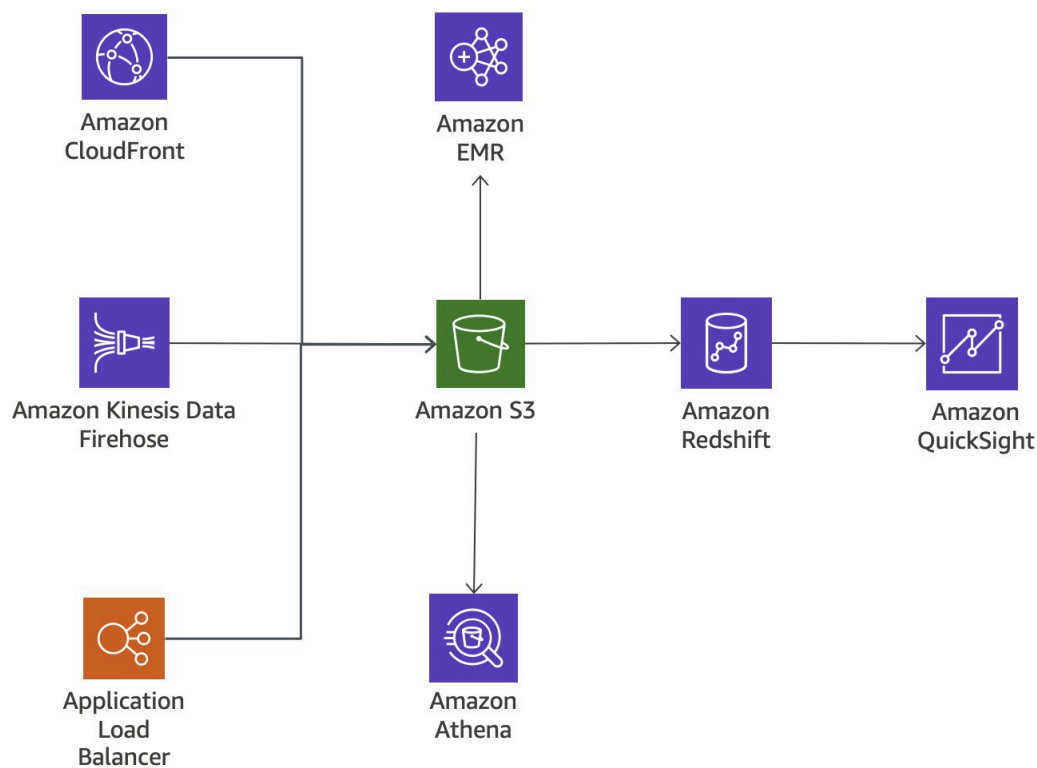 Amazon
CloudFront
Amazon
EMR
Amazon Kinesis Data
Firehose
Amazon S3
Amazon
Redshift
Amazon
QuickSight
Application
Load
Balancer
Amazon
Athena